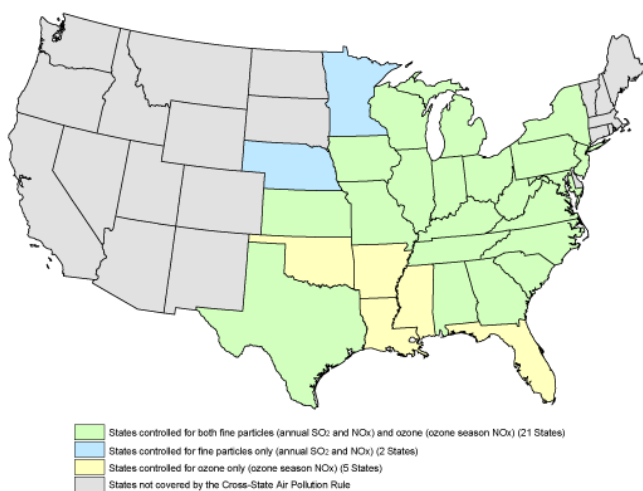 States controlled for both fine particles (annual SO2 and NOx) and ozone (ozone season NOx) (21 States)
States controlled for fine particles only (annual SO2 and NOx) (2 States)
States controlled for ozone only (ozone season NOx) (5 States)
States not covered by the Cross-State Air Pollution Rule